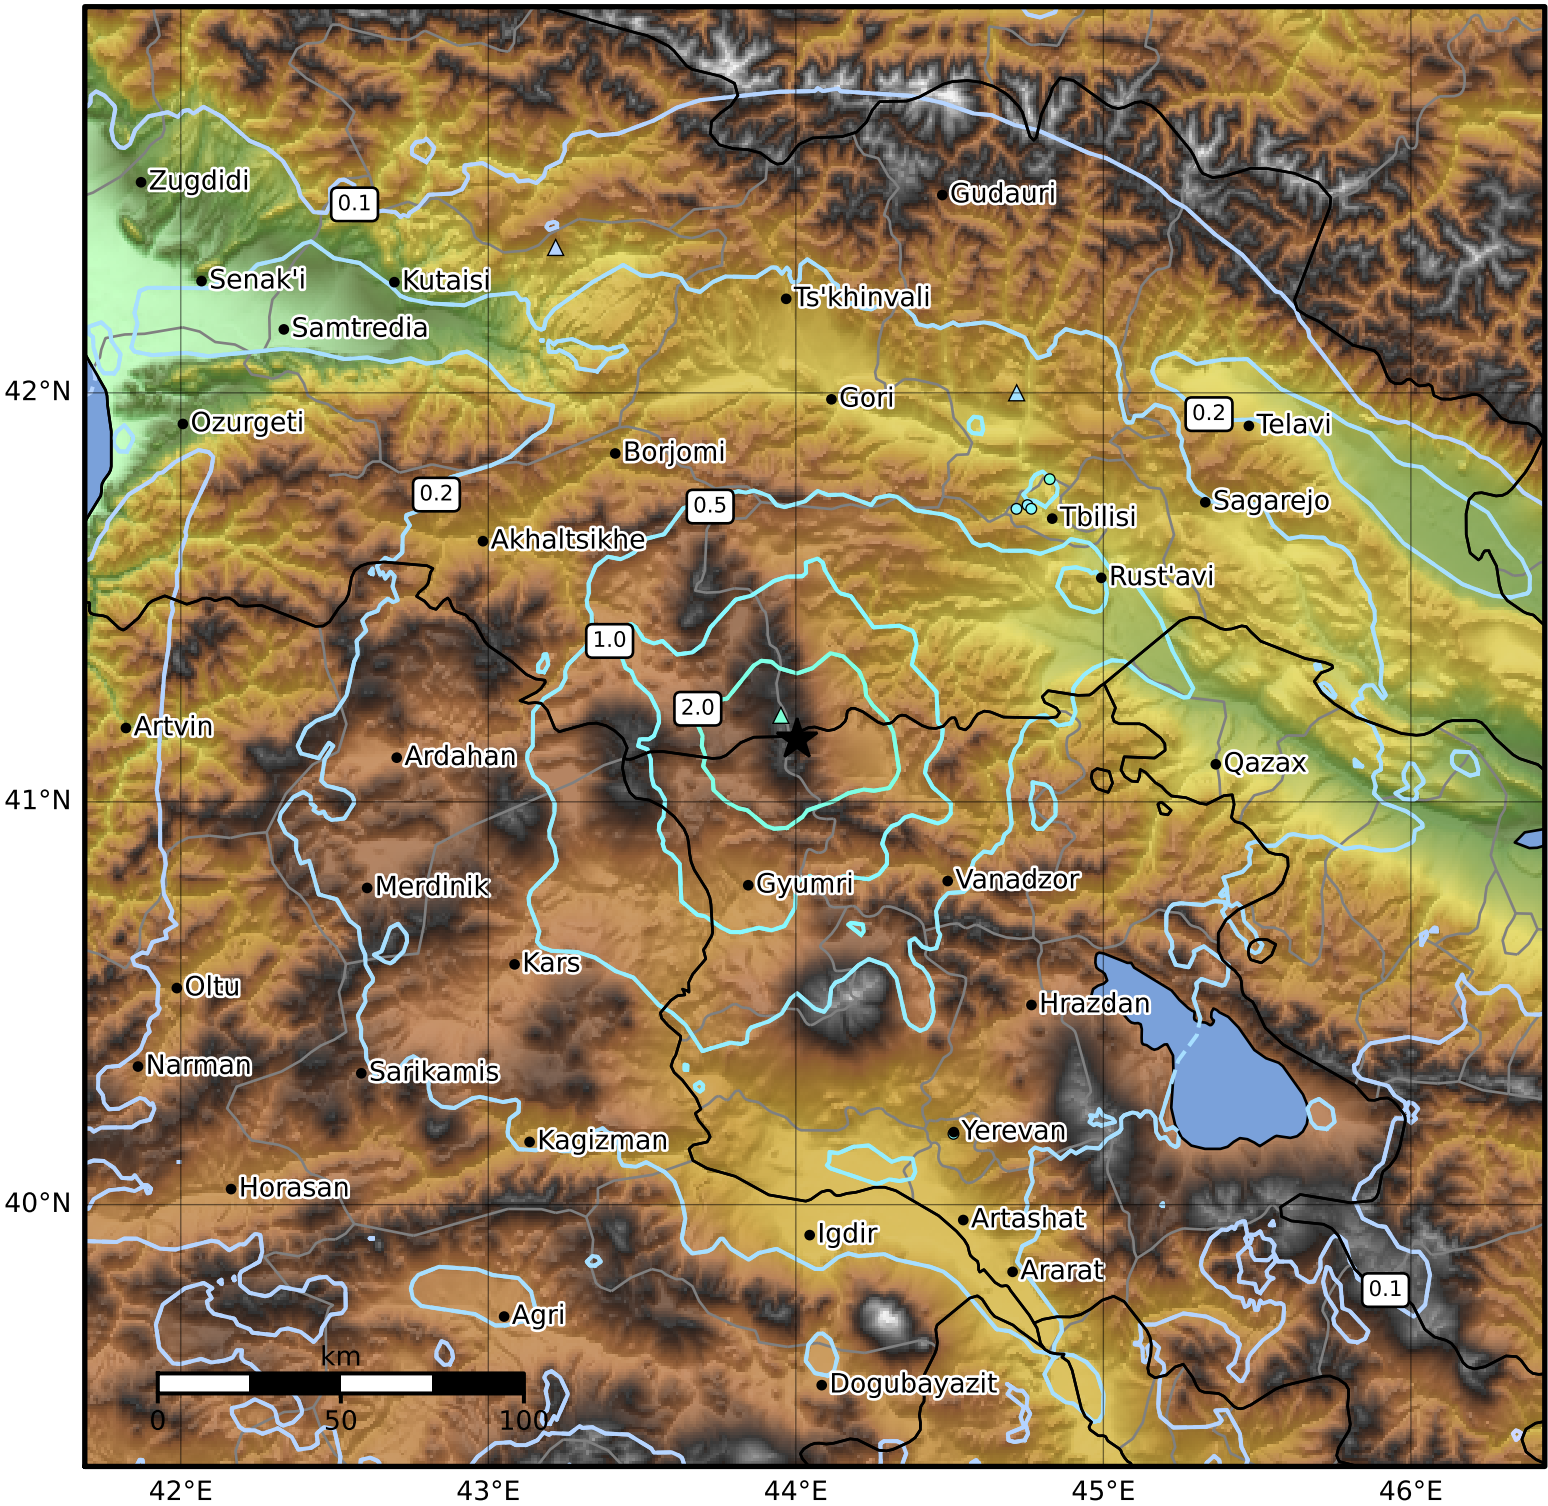 Zugdidi
Gudauri
0.1
Senak'i
Kutaisi
Ts'khinvali
Samtredia
42°N
Gori
0.2
Telavi
Ozurgeti
Borjomi
0.2
0.5
Sagarejo
Tbilisi
Akhaltsikhe
Rust'avi
1.0
2.0
Artvin
Ardahan
Qazax
41°N
Merdinik
Gyumri
Vanadzor
Kars
Oltu
Hrazdan
Narman
Sarikamis
Kagizman
Yerevan
Horasan
40°N
Artashat
Igdir
Ararat
0.1
Agri
km
Dogubayazit
0 50 100
42°E 43°E 44°E 45°E 46°E